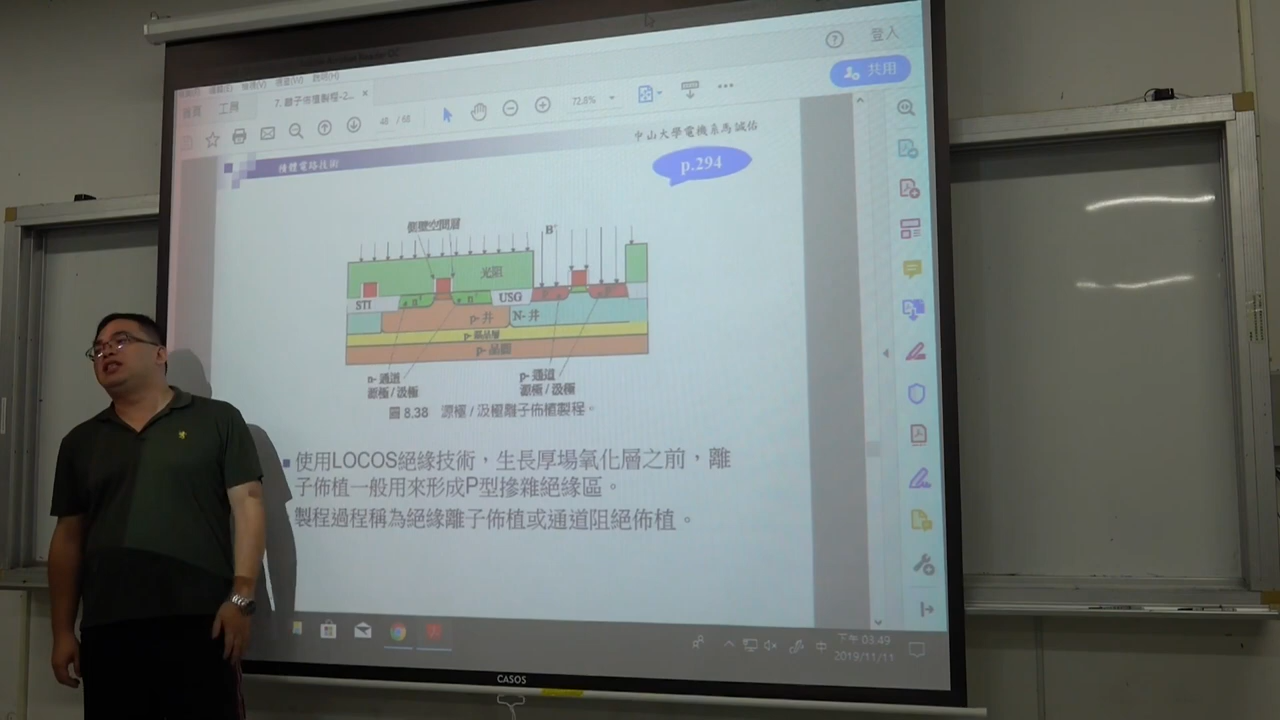 登入
說明(H)
工具
7. 離子佈植製程-2...
共用
48 / 68
72.8%
中山大學電機系馬誠佑
積體電路技術
p.294
側壁空間層
B
光阻
STI
n
n
USG
p- 井
N- 井
p- 磊晶層
p- 晶圓
n- 通道
源極 / 汲極
p- 通道
源極 / 汲極
圖 8.38 源極 / 汲極離子佈植製程。
使用LOCOS絕緣技術，生長厚場氧化層之前，離
子佈植一般用來形成P型摻雜絕緣區。
製程過程稱為絕緣離子佈植或通道阻絕佈植。
中
下午 03:49
2019/11/11
CASOS